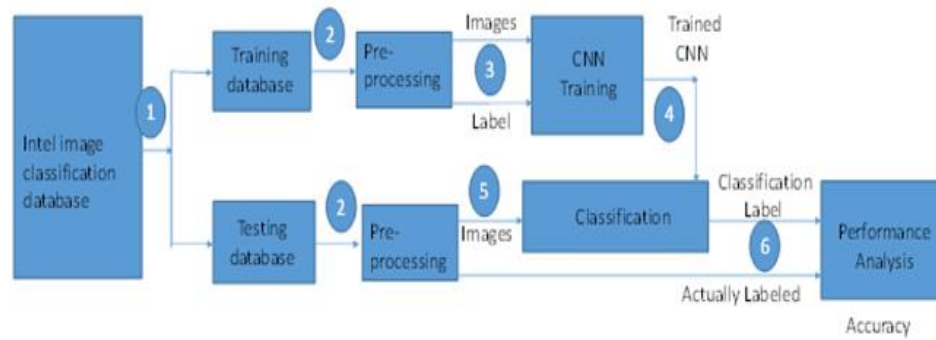 Intel image
classification
database
1
Training
database
2
Pre-
processing
Images
3
Label
CNN
Training
Trained
CNN
4
Testing
database
2
Pre-
processing
5
Images
Classification
Classification
Label
6
Actually Labeled
Performance
Analysis
Accuracy